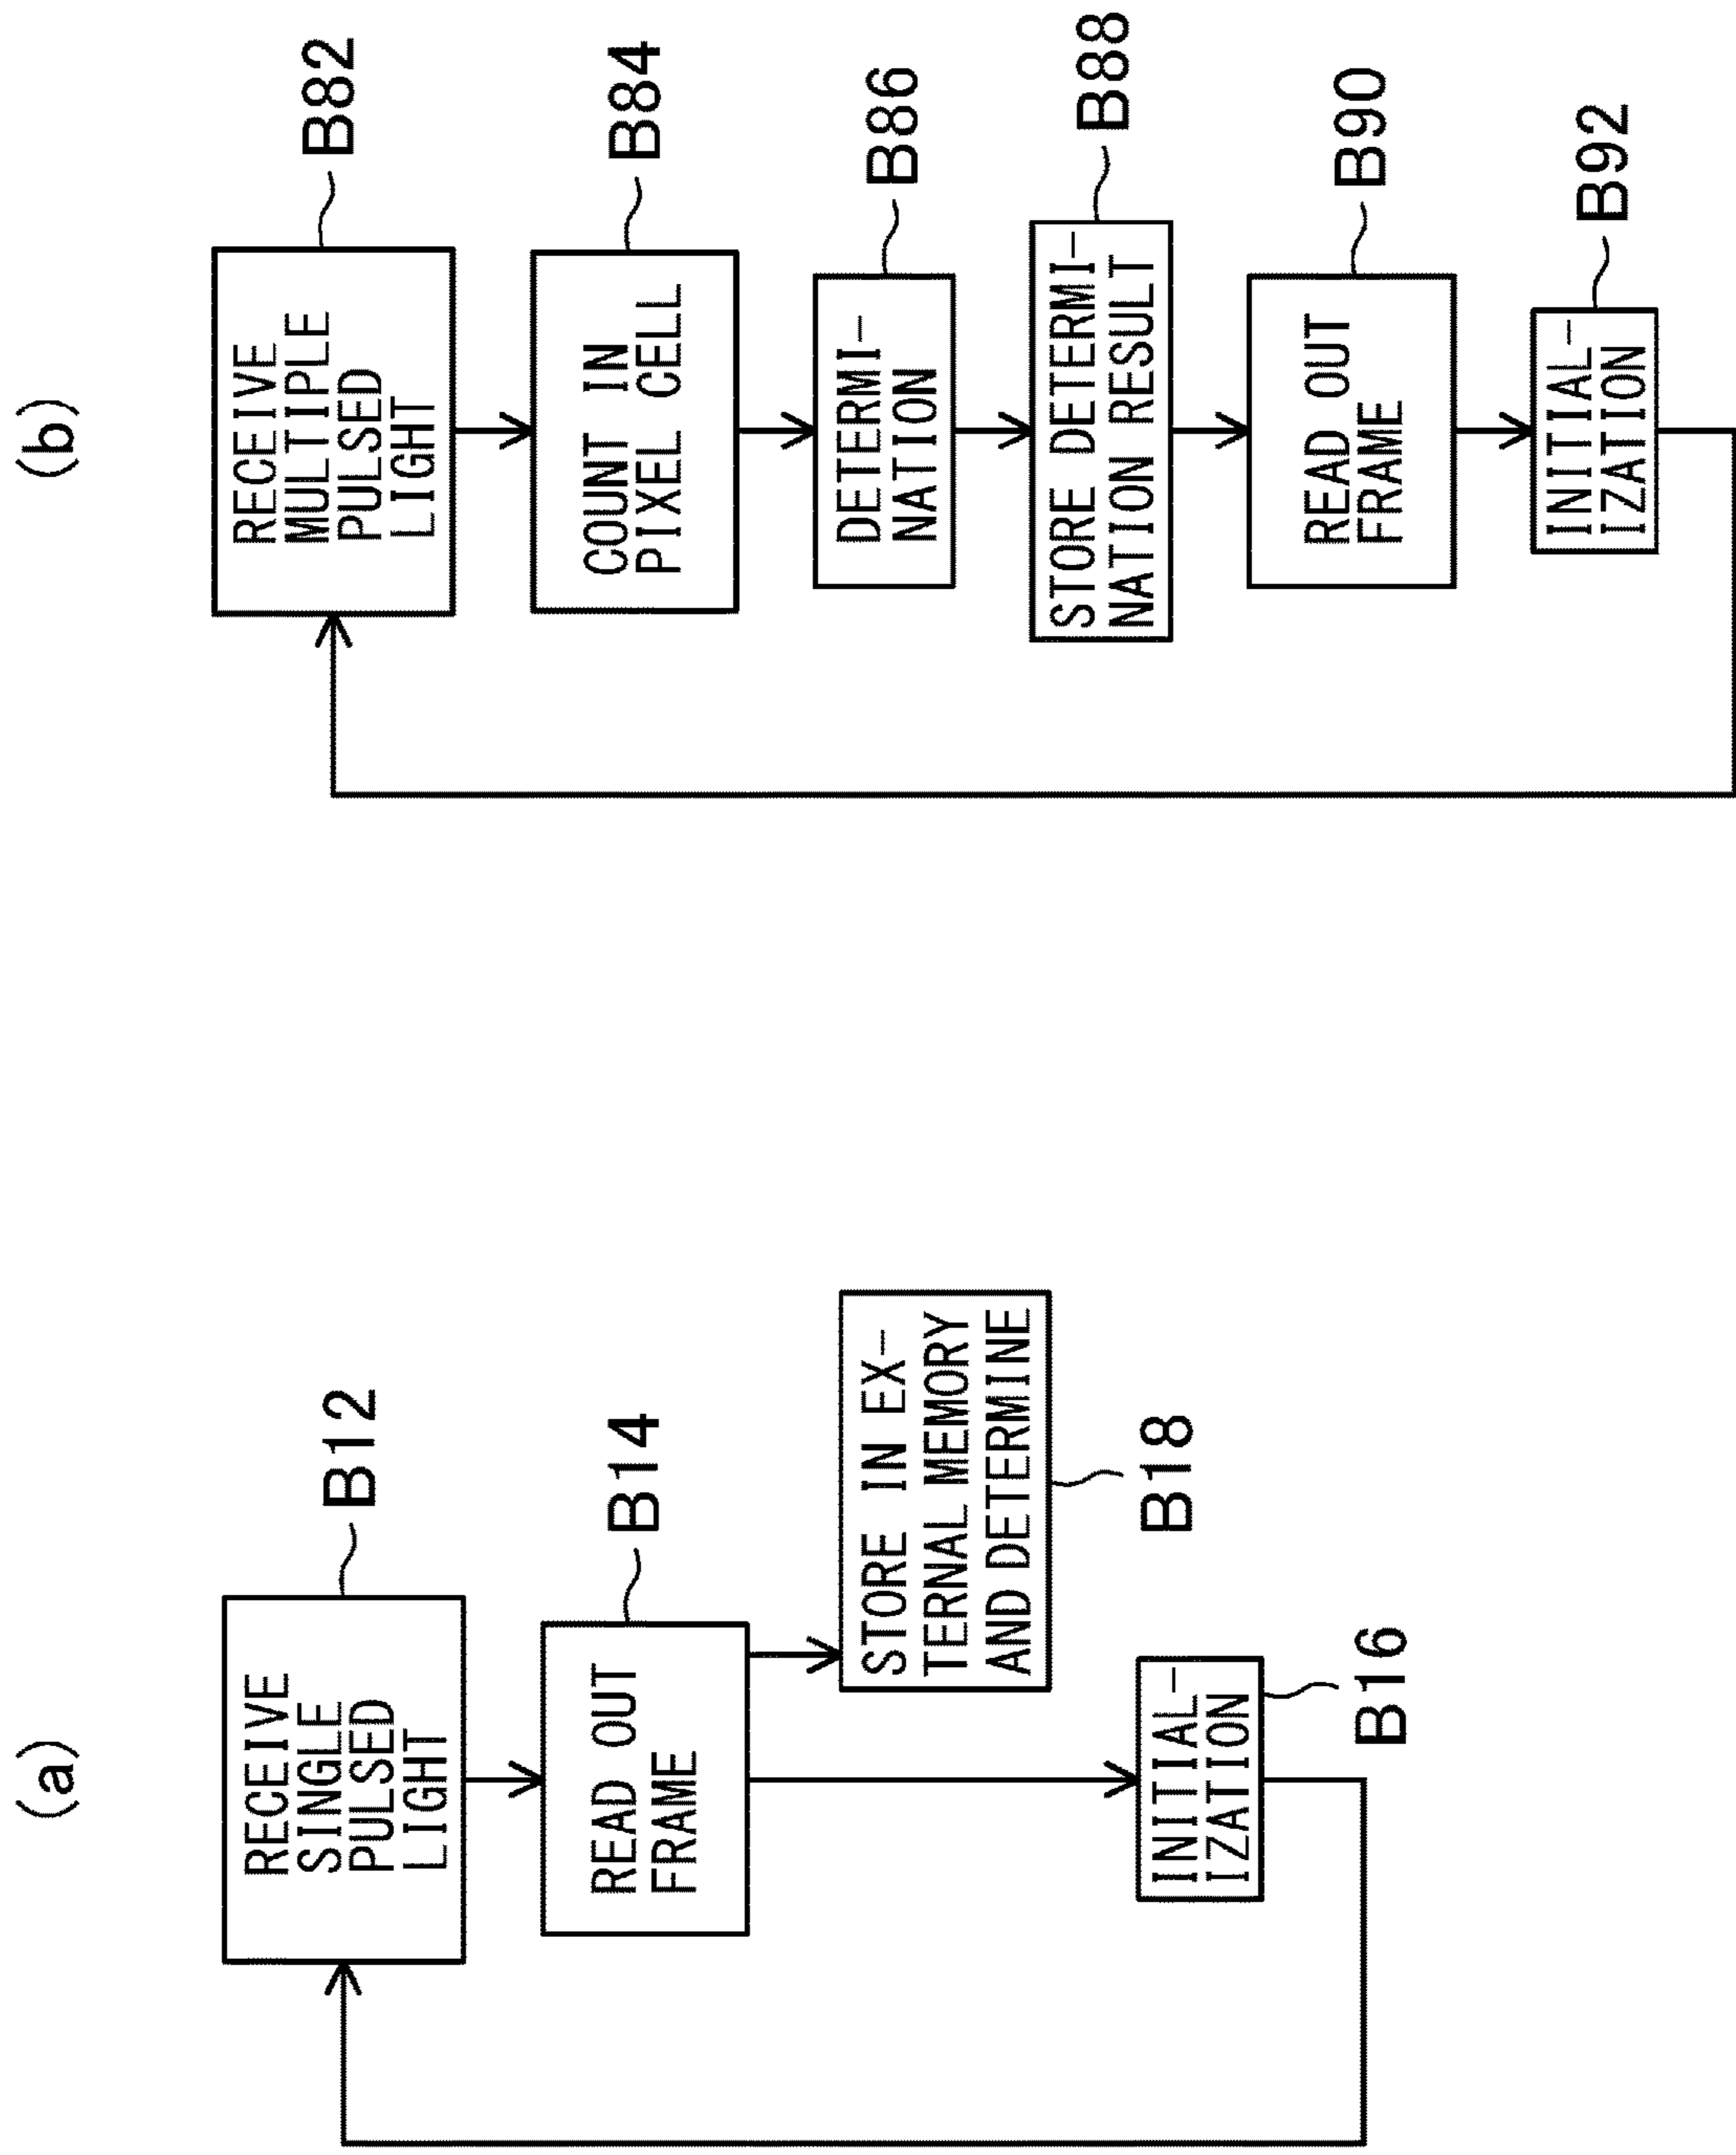 (a)
RECEIVE
SINGLE
PULSED
LIGHT
B12
READ OUT
FRAME
B14
STORE IN EX-
TERNAL MEMORY
AND DETERMINE
B18
INITIAL-
IZATION
B16
(b)
RECEIVE
MULTIPLE
PULSED
LIGHT
B82
COUNT IN
PIXEL CELL
B84
DETERMI-
NATION
B86
STORE DETERMI-
NATION RESULT
B88
READ OUT
FRAME
B90
INITIAL-
IZATION
B92